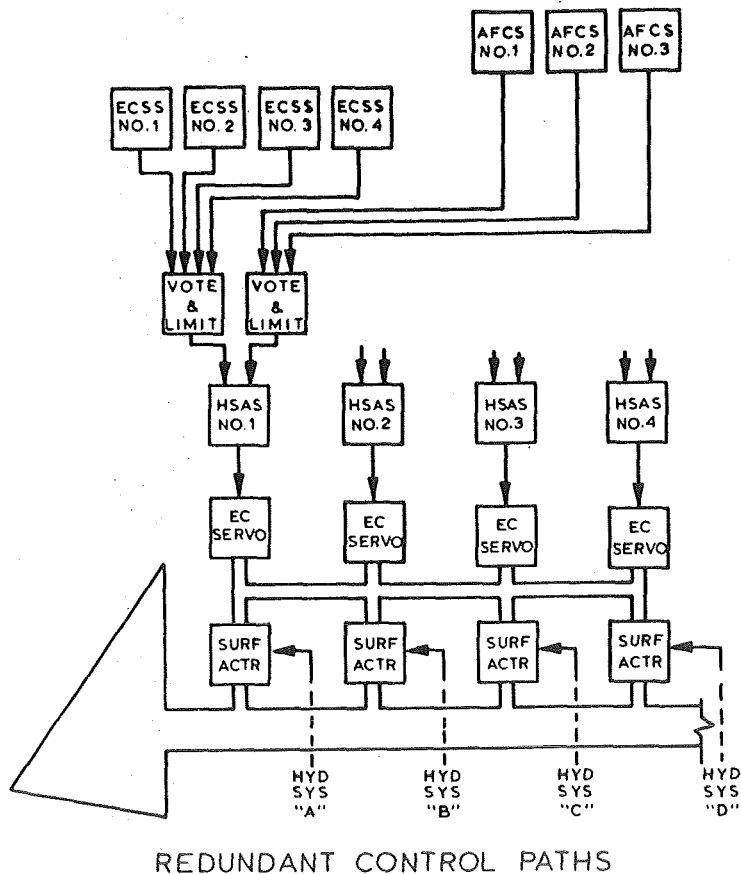 AFCS NO.1
AFCS NO.2
AFCS NO.3
ECSS NO.1
ECSS NO.2
ECSS NO.3
ECSS NO.4
VOTE & LIMIT
VOTE & LIMIT
HSAS NO.1
HSAS NO.2
HSAS NO.3
HSAS NO.4
EC SERVO
EC SERVO
EC SERVO
EC SERVO
SURF ACTR
SURF ACTR
SURF ACTR
SURF ACTR
HYD SYS "A"
HYD SYS "B"
HYD SYS "C"
HYD SYS "D"
REDUNDANT CONTROL PATHS